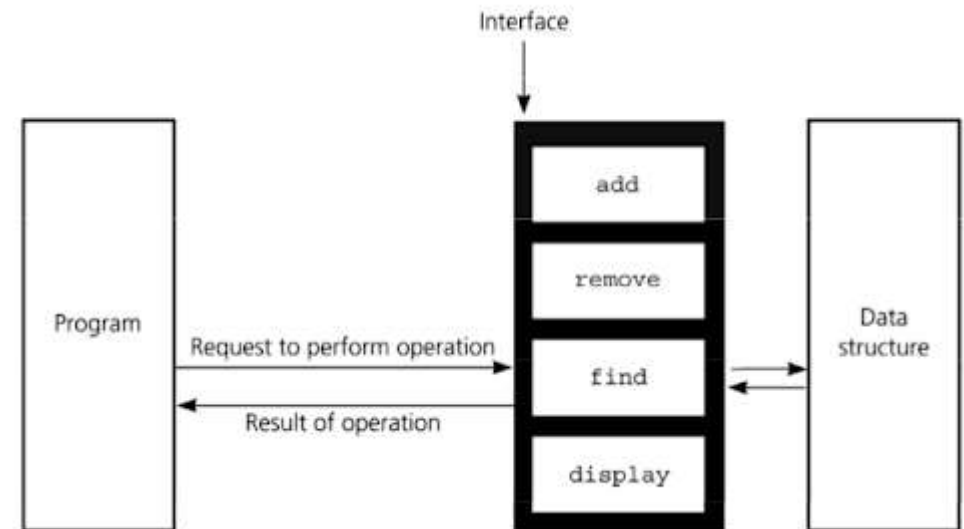 Interface
add
remove
Program
Data
structure
Request to perform operation
find
Result of operation
display